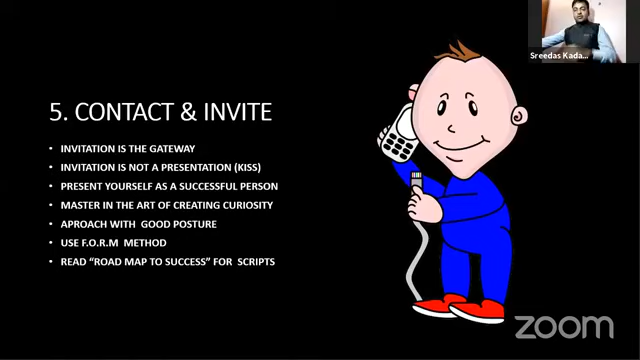 Sreedas Kada...
5. CONTACT & INVITE
• INVITATION IS THE GATEWAY
• INVITATION IS NOT A PRESENTATION (KISS)
• PRESENT YOURSELF AS A SUCCESSFUL PERSON
• MASTER IN THE ART OF CREATING CURIOSITY
• APROACH WITH GOOD POSTURE
• USE F.O.R.M METHOD
• READ “ROAD MAP TO SUCCESS” FOR SCRIPTS
zoom